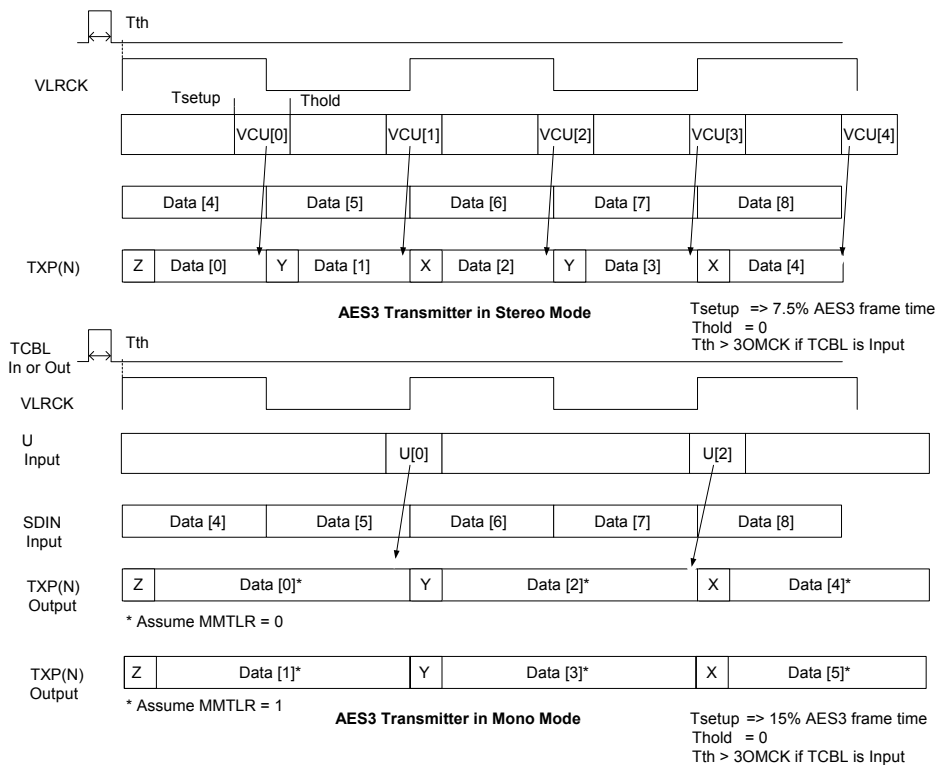 Tth
VLRCK
Tsetup Thold
VCU[0] VCU[1] VCU[2] VCU[3] VCU[4]
Data [4] Data [5] Data [6] Data [7] Data [8]
TXP(N) Z Data [0] Y Data [1] X Data [2] Y Data [3] X Data [4]
AES3 Transmitter in Stereo Mode
Tsetup => 7.5% AES3 frame time
Thold = 0
Tth > 3OMCK if TCBL is Input
TCBL
In or Out
Tth
VLRCK
U
Input
U[0] U[2]
SDIN
Input
Data [4] Data [5] Data [6] Data [7] Data [8]
TXP(N)
Output
Z Data [0]* Y Data [2]* X Data [4]*
* Assume MMTLR = 0
TXP(N)
Output
Z Data [1]* Y Data [3]* X Data [5]*
* Assume MMTLR = 1
AES3 Transmitter in Mono Mode
Tsetup => 15% AES3 frame time
Thold = 0
Tth > 3OMCK if TCBL is Input